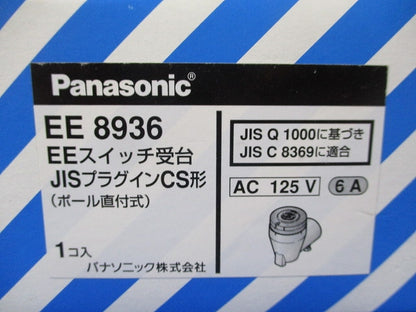 Panasonic®
EE 8936
EEスイッチ受台
JISプラグインCS形
(ポール直付式)
JIS Q 1000に基づき
JIS C 8369に適合
AC 125 V 6 A
1コ入
パナソニック株式会社